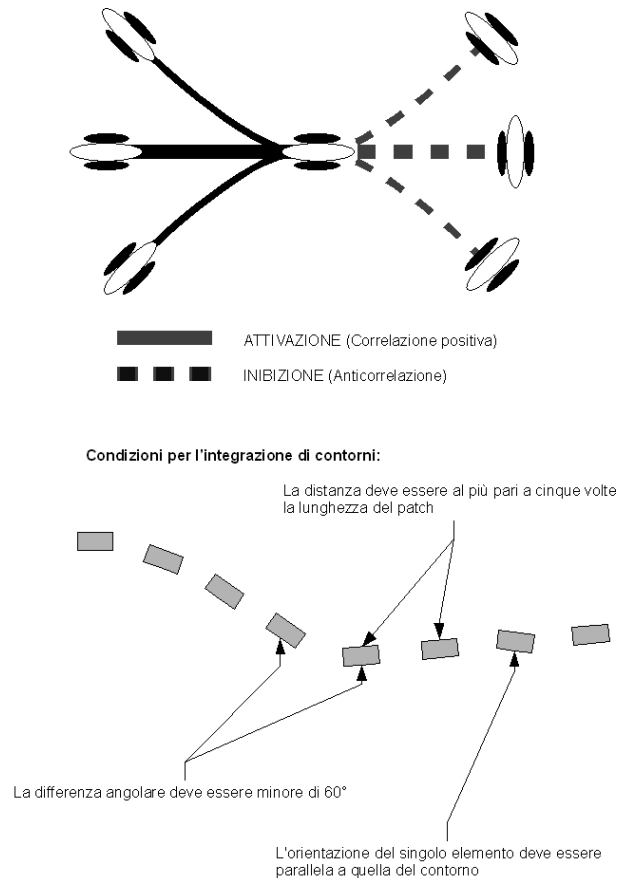 ATTIVAZIONE (Correlazione positiva)
INIBIZIONE (Anticorrelazione)
Condizioni per l'integrazione di contorni:
La distanza deve essere al più pari a cinque volte
la lunghezza del patch
La differenza angolare deve essere minore di 60°
L'orientazione del singolo elemento deve essere
parallela a quella del contorno